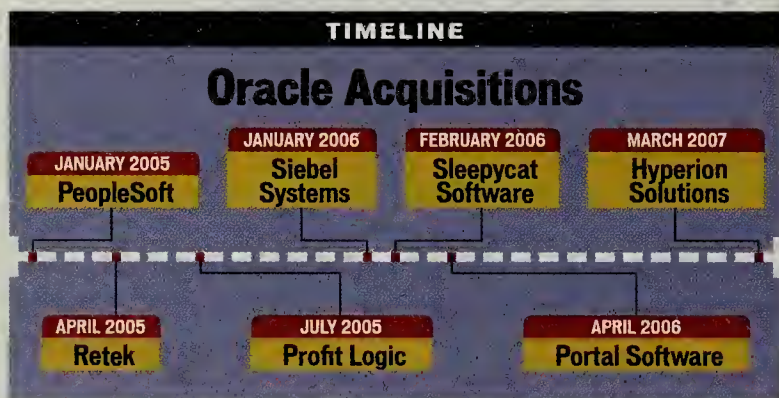 TIMELINE
Oracle Acquisitions
JANUARY 2005
PeopleSoft
JANUARY 2006
Siebel
Systems
FEBRUARY 2006
Sleepycat
Software
MARCH 2007
Hyperion
Solutions
APRIL 2005
Retek
JULY 2005
Profit Logic
APRIL 2006
Portal Software